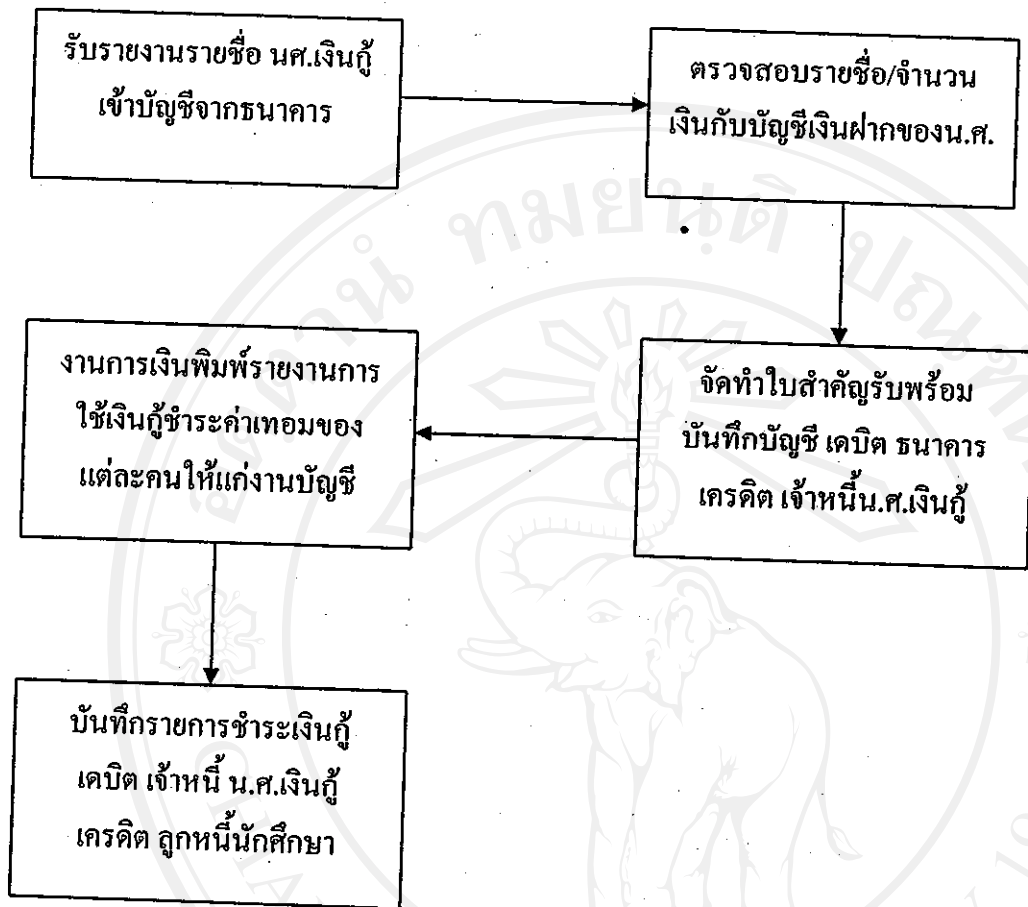 รับรายงานรายชื่อ นศ.เงินกู้
เข้าบัญชีจากธนาคาร
ตรวจสอบรายชื่อ/จำนวน
เงินกับบัญชีเงินฝากของน.ศ.
จัดทำใบสำคัญรับพร้อม
บันทึกบัญชี เดบิต ธนาคาร
เครดิต เจ้าหนี้น.ศ.เงินกู้
งานการเงินพิมพ์รายงานการ
ใช้เงินกู้ชำระค่าเทอมของ
แต่ละคนให้แก่งานบัญชี
บันทึกรายการชำระเงินกู้
เดบิต เจ้าหนี้ น.ศ.เงินกู้
เครดิต ลูกหนี้นักศึกษา